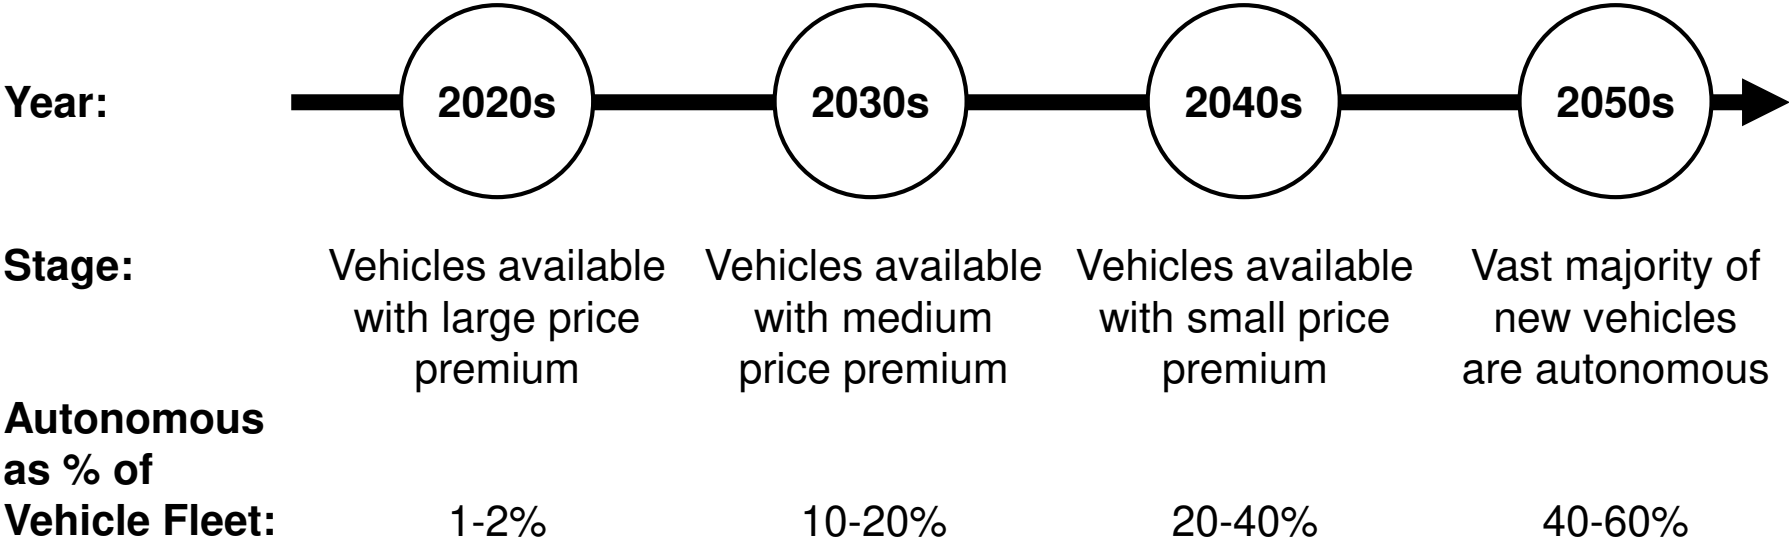 Year: 2020s 2030s 2040s 2050s
Stage: Vehicles available Vehicles available Vehicles available Vast majority of
with large price with medium with small price new vehicles
premium price premium premium are autonomous
Autonomous
as % of
Vehicle Fleet: 1-2% 10-20% 20-40% 40-60%